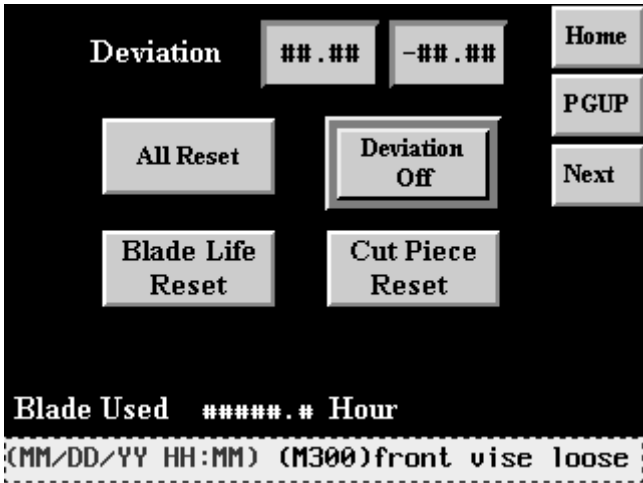 Deviation ##.## -##.## Home
PGUP
All Reset
Deviation
Off
Next
Blade Life
Reset
Cut Piece
Reset
Blade Used #####.# Hour
(MM/DD/YY HH:MM) (M300)front vise loose